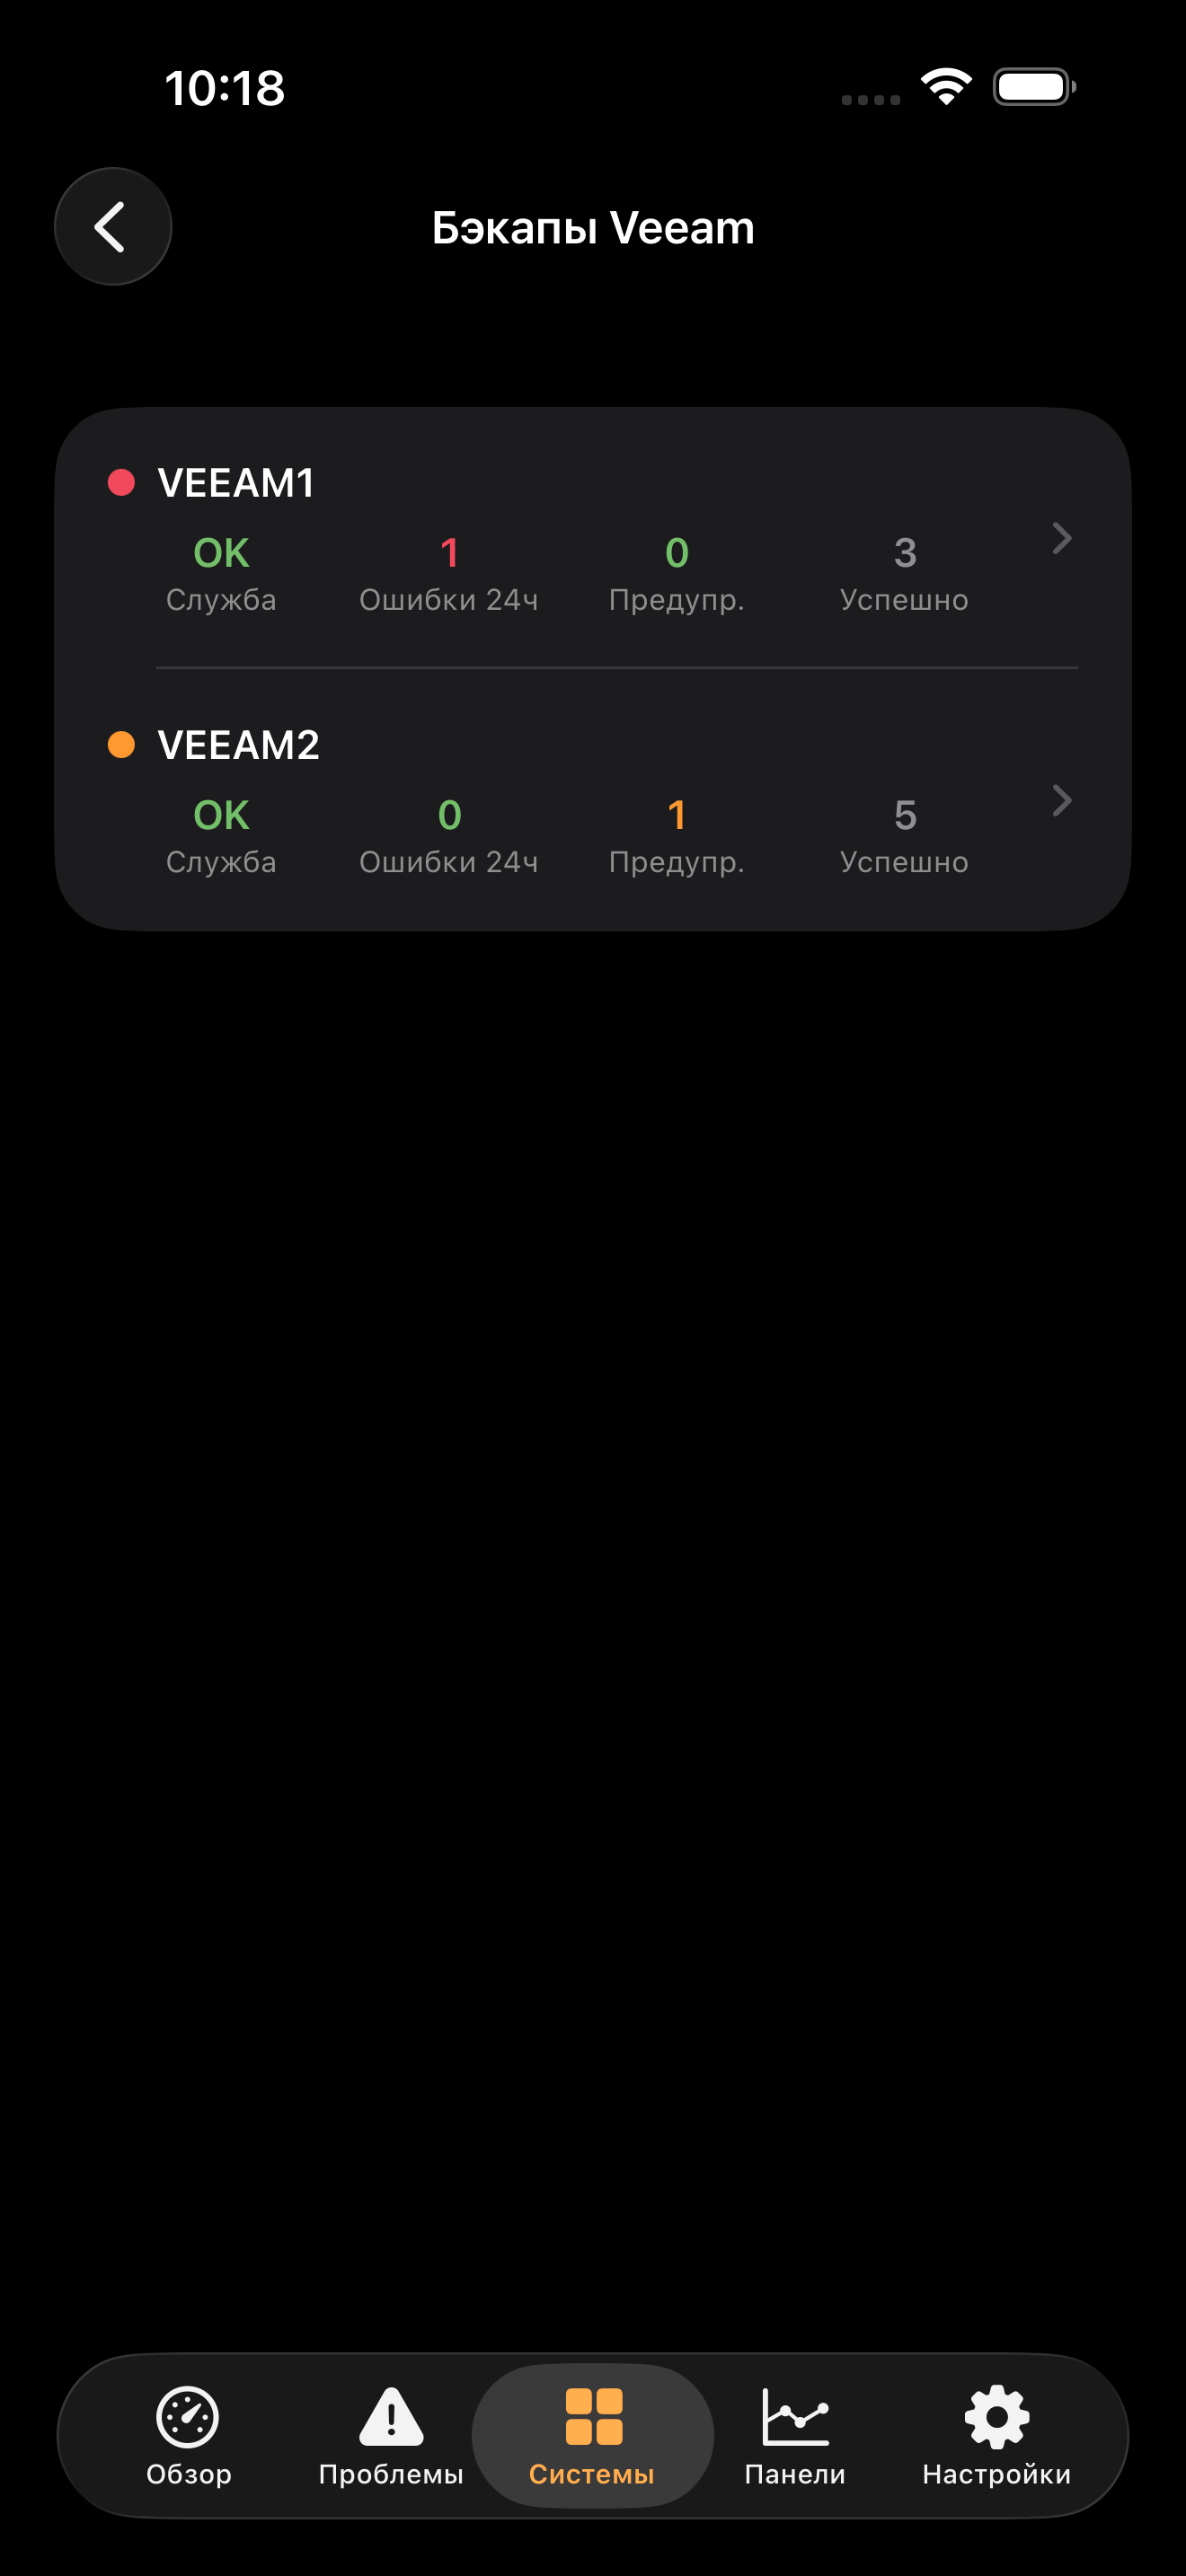 10:18
Бэкапы Veeam
VEEAM1
OK 1 0 3
Служба Ошибки 24ч Предупр. Успешно
VEEAM2
OK 0 1 5
Служба Ошибки 24ч Предупр. Успешно
Обзор Проблемы Системы Панели Настройки